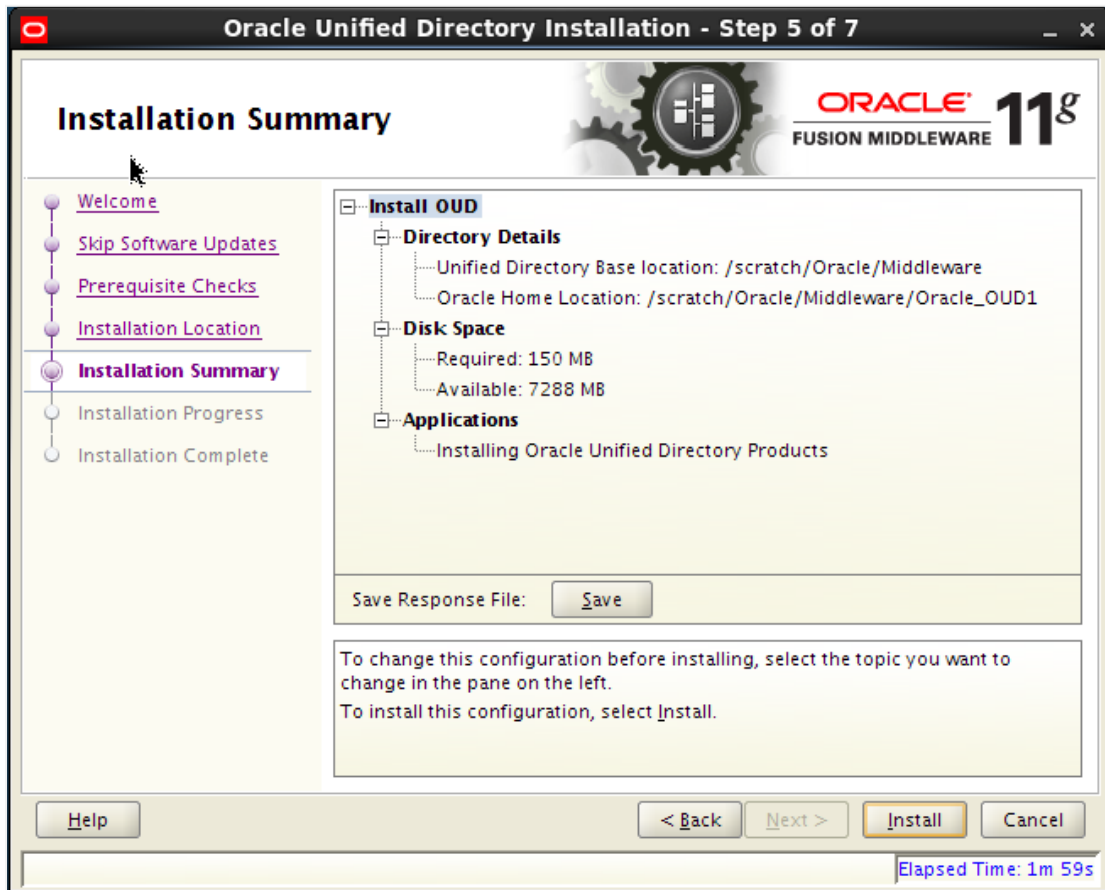 Oracle Unified Directory Installation - Step 5 of 7
Installation Summary
ORACLE
FUSION MIDDLEWARE
11g
Welcome
Skip Software Updates
Prerequisite Checks
Installation Location
Installation Summary
Installation Progress
Installation Complete
Install OUD
Directory Details
Unified Directory Base location: /scratch/Oracle/Middleware
Oracle Home Location: /scratch/Oracle/Middleware/Oracle_OUD1
Disk Space
Required: 150 MB
Available: 7288 MB
Applications
Installing Oracle Unified Directory Products
Save Response File: Save
To change this configuration before installing, select the topic you want to
change in the pane on the left.
To install this configuration, select Install.
Help < Back Next > Install Cancel
Elapsed Time: 1m 59s